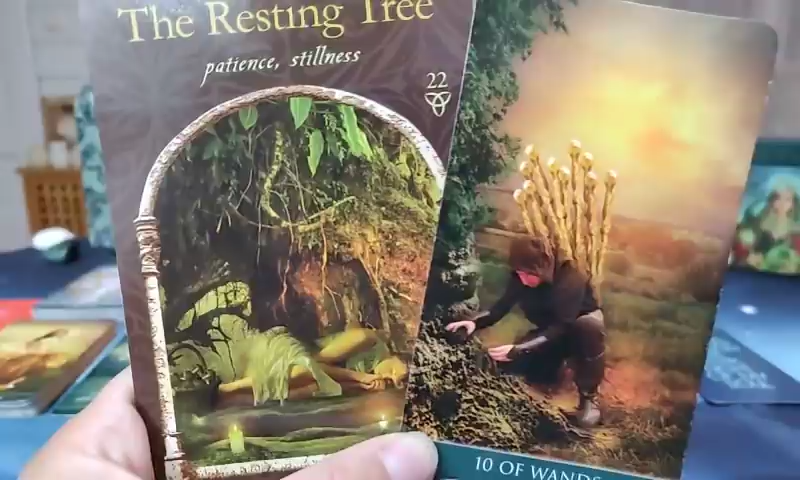 The Resting Tree
patience, stillness
22
10 OF WANDS